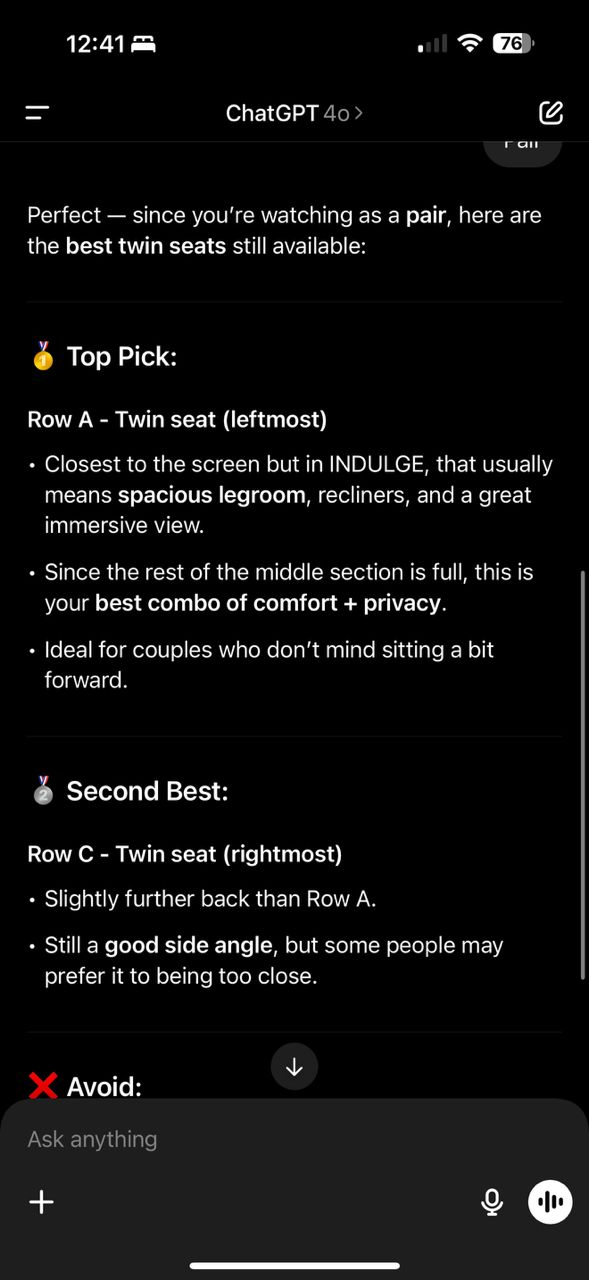 12:41
76
ChatGPT 4o >
Pair
Perfect — since you’re watching as a pair, here are
the best twin seats still available:
Top Pick:
Row A - Twin seat (leftmost)
• Closest to the screen but in INDULGE, that usually
means spacious legroom, recliners, and a great
immersive view.
• Since the rest of the middle section is full, this is
your best combo of comfort + privacy.
• Ideal for couples who don’t mind sitting a bit
forward.
Second Best:
Row C - Twin seat (rightmost)
• Slightly further back than Row A.
• Still a good side angle, but some people may
prefer it to being too close.
❌ Avoid:
Ask anything